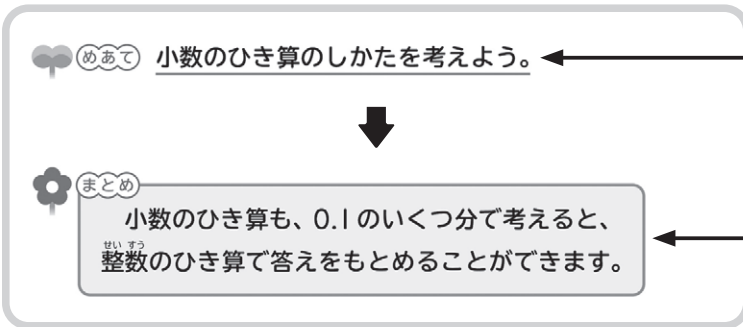 めあて 小数のひき算のしかたを考えよう。
まとめ
小数のひき算も、0.1のいくつ分で考えると、
せいすう
整数のひき算で答えをもとめることができます。